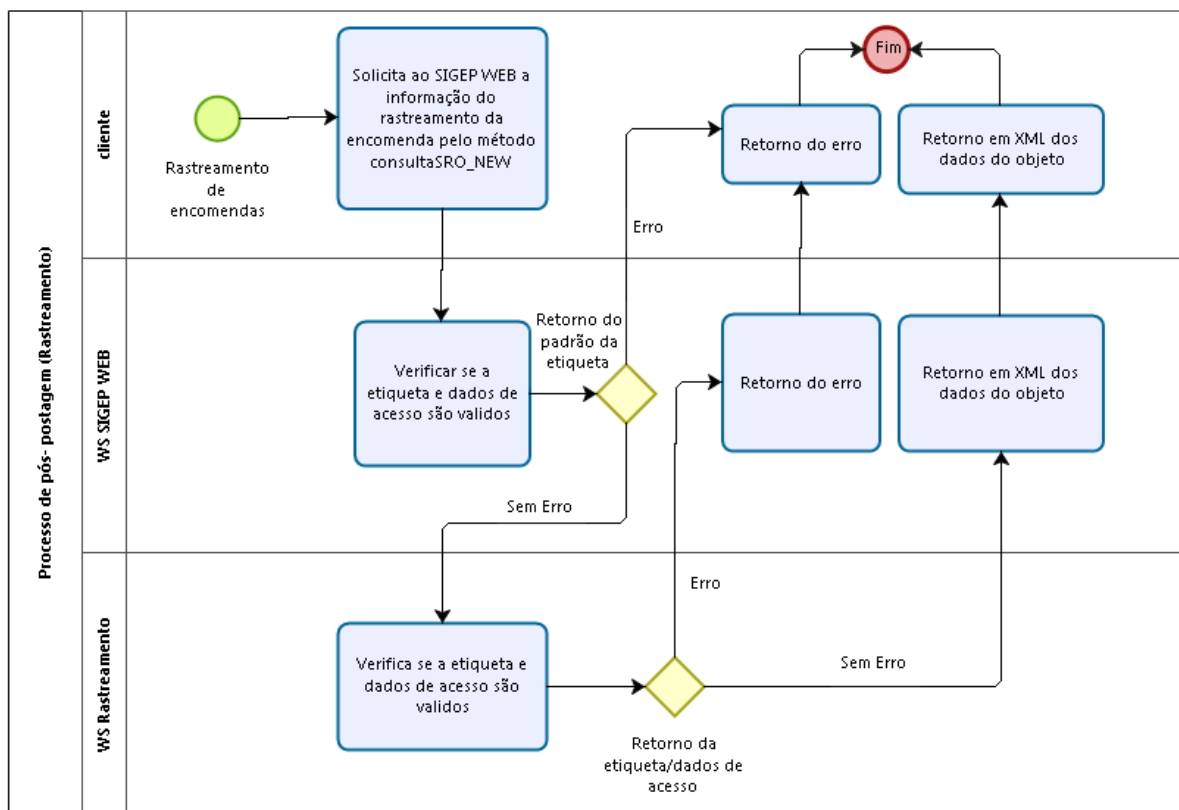 Processo de pós- postagem (Rastreamento)
cliente
Rastreamento
de
encomendas
Solicita ao SIGEP WEB a
informação do
rastreamento da
encomenda pelo método
consultaSRO_NEW
Fim
Retorno do erro
Retorno em XML dos
dados do objeto
Erro
WS SIGEP WEB
Verificar se a
etiqueta e dados de
acesso são validos
Retorno do
padrão da
etiqueta
Retorno do erro
Retorno em XML dos
dados do objeto
Sem Erro
WS Rastreamento
Verifica se a etiqueta e
dados de acesso são
validos
Erro
Sem Erro
Retorno da
etiqueta/dados de
acesso